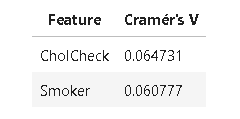 Feature Cramér's V
CholCheck 0.064731
Smoker 0.060777